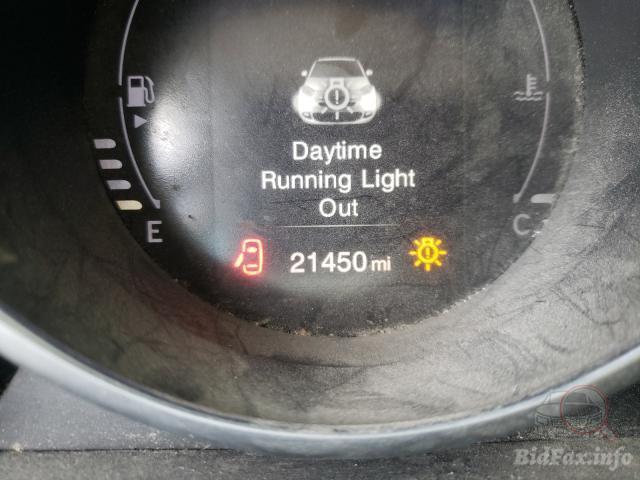 Daytime
Running Light
Out
E
C
21450 mi
BidFax.info